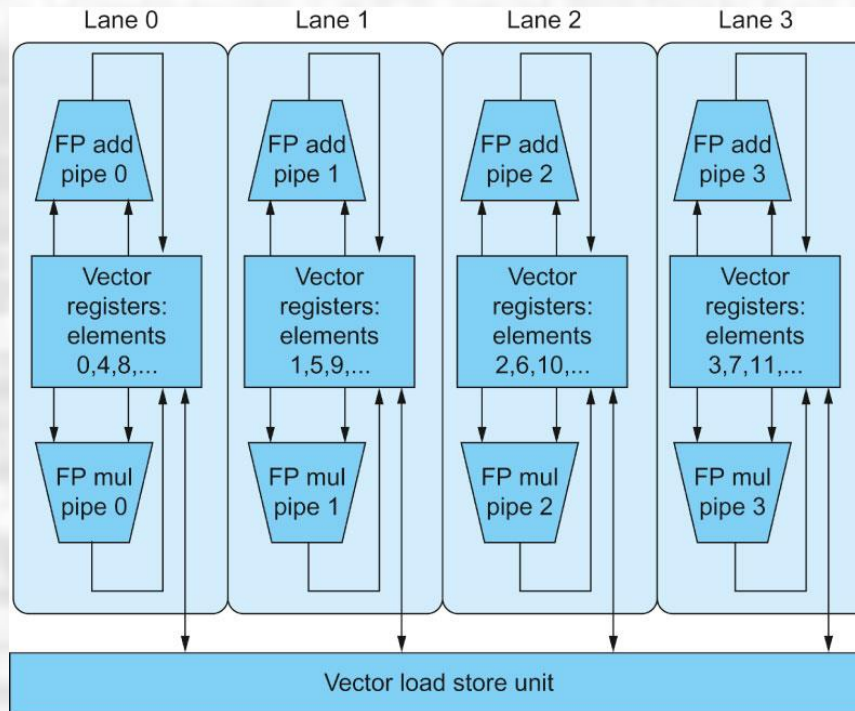 Lane 0
Lane 1
Lane 2
Lane 3
FP add
pipe 0
FP add
pipe 1
FP add
pipe 2
FP add
pipe 3
Vector
registers:
elements
0,4,8,...
Vector
registers:
elements
1,5,9,...
Vector
registers:
elements
2,6,10,...
Vector
registers:
elements
3,7,11,...
FP mul
pipe 0
FP mul
pipe 1
FP mul
pipe 2
FP mul
pipe 3
Vector load store unit